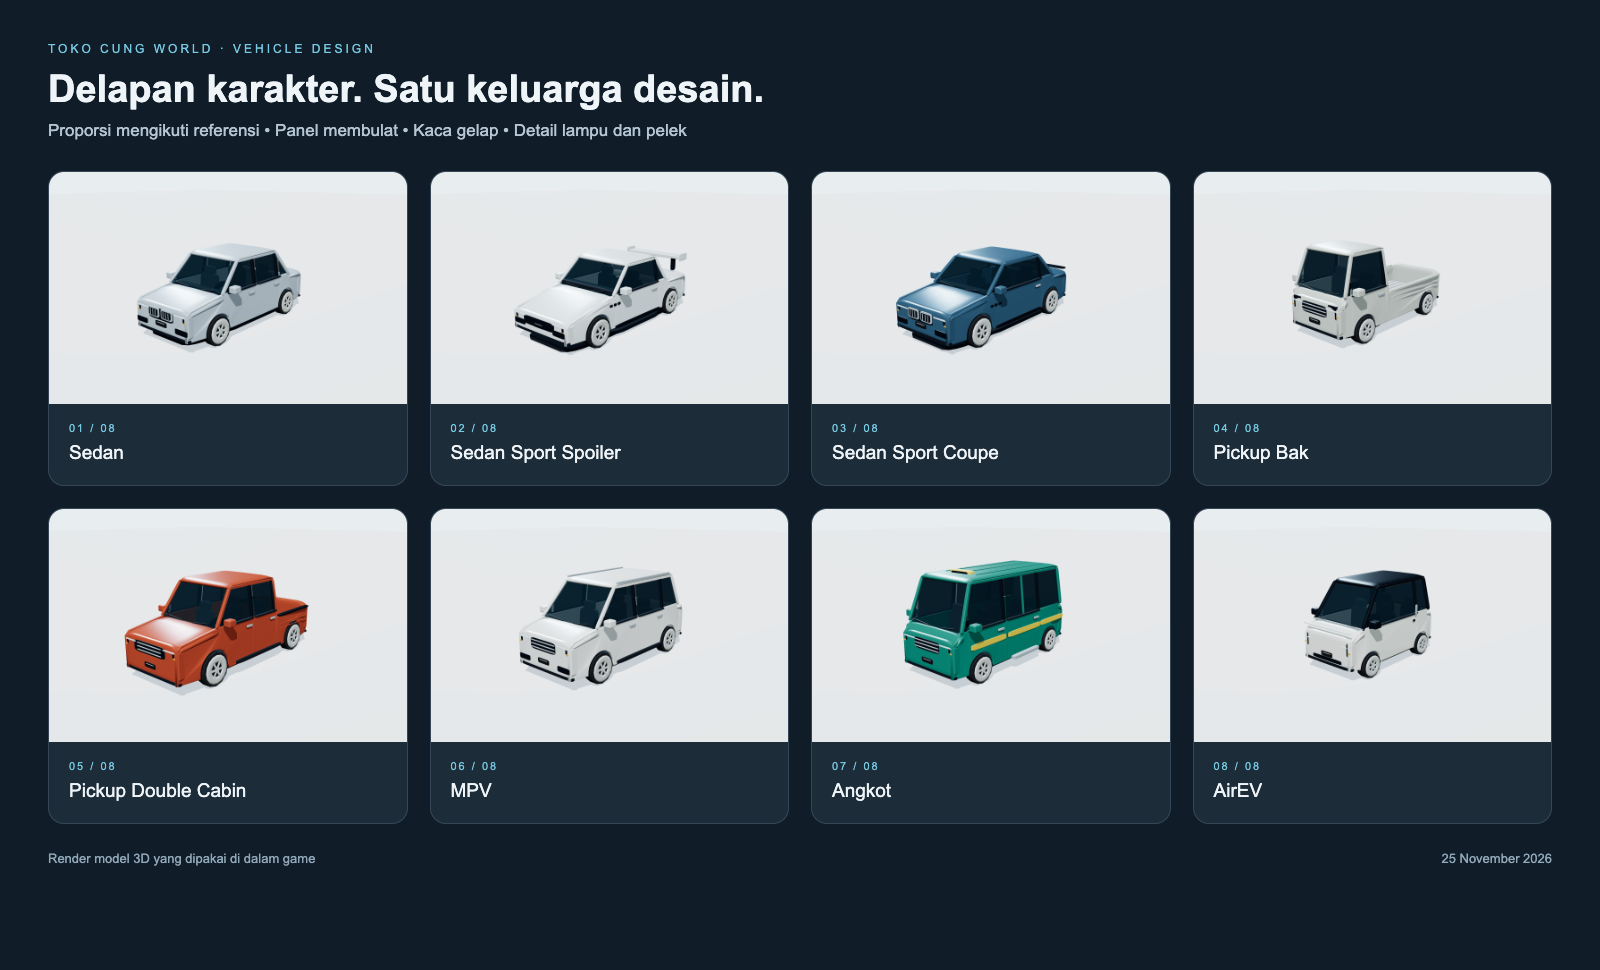 TOKO CUNG WORLD · VEHICLE DESIGN
Delapan karakter. Satu keluarga desain.
Proporsi mengikuti referensi • Panel membulat • Kaca gelap • Detail lampu dan pelek
01 / 08
Sedan
02 / 08
Sedan Sport Spoiler
03 / 08
Sedan Sport Coupe
04 / 08
Pickup Bak
05 / 08
Pickup Double Cabin
06 / 08
MPV
07 / 08
Angkot
08 / 08
AirEV
Render model 3D yang dipakai di dalam game
25 November 2026